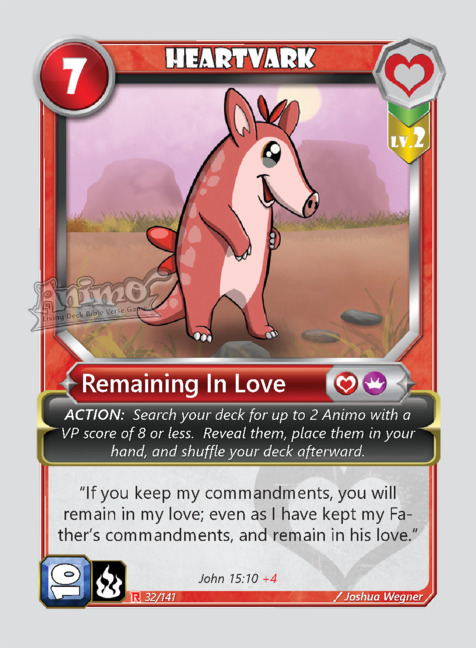 HEARTVARK
7
LV.2
Animo
Living Deck Bible Verse Game
Remaining In Love
ACTION: Search your deck for up to 2 Animo with a
VP score of 8 or less. Reveal them, place them in your
hand, and shuffle your deck afterward.
“If you keep my commandments, you will
remain in my love; even as I have kept my Fa-
ther’s commandments, and remain in his love.”
John 15:10 +4
10
R 32/141
Joshua Wegner